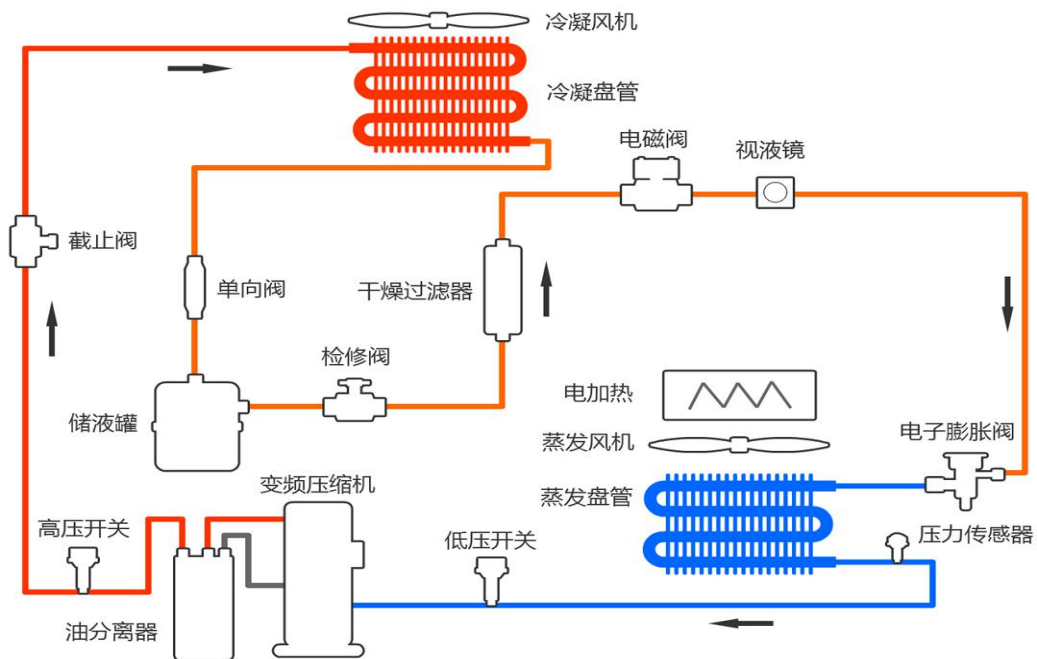 冷凝风机
冷凝盘管
电磁阀
视液镜
截止阀
单向阀
干燥过滤器
检修阀
电加热
储液罐
蒸发风机
电子膨胀阀
变频压缩机
蒸发盘管
高压开关
低压开关
压力传感器
油分离器